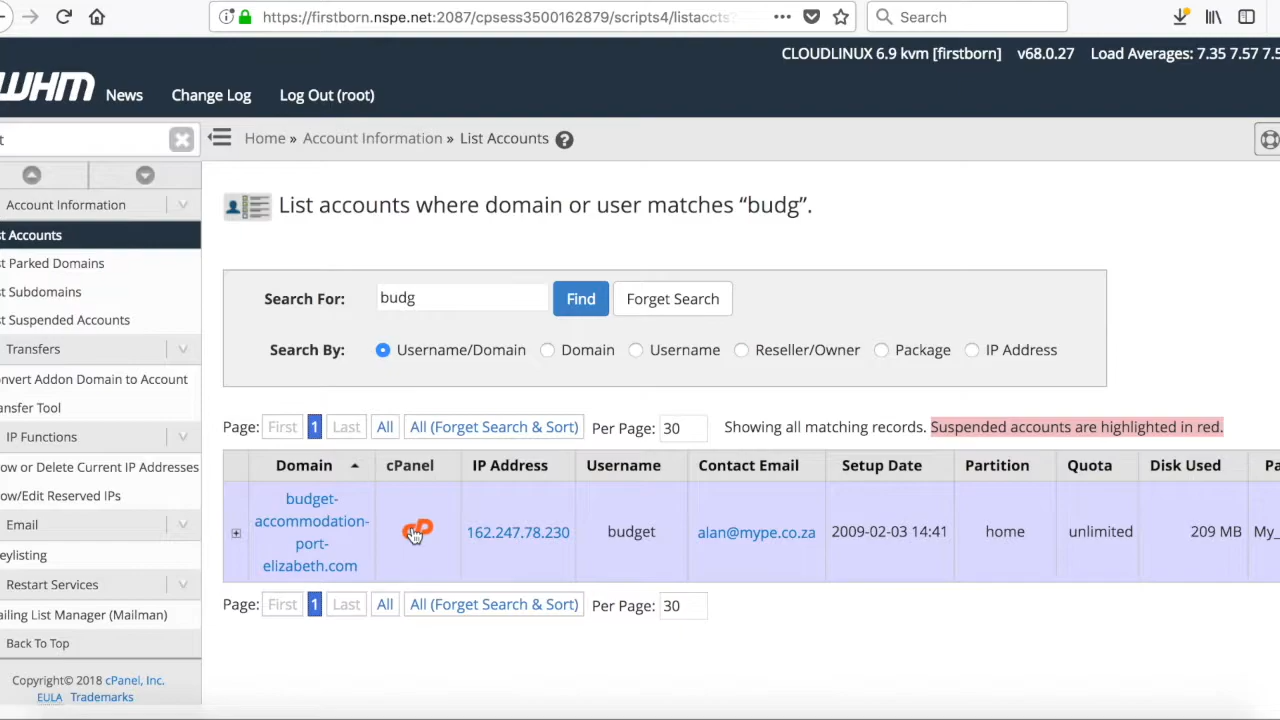 https://firstborn.nspe.net:2087/cpsess3500162879/scripts4/listaccts?
Search
CLOUDLINUX 6.9 kvm [firstborn] v68.0.27 Load Averages: 7.35 7.57 7.5
WHM News Change Log Log Out (root)
t
Home » Account Information » List Accounts ?
Account Information
st Accounts
st Parked Domains
st Subdomains
st Suspended Accounts
Transfers
onvert Addon Domain to Account
ansfer Tool
IP Functions
ow or Delete Current IP Addresses
ow/Edit Reserved IPs
Email
eylisting
Restart Services
ailing List Manager (Mailman)
Back To Top
Copyright© 2018 cPanel, Inc.
EULA Trademarks
List accounts where domain or user matches “budg”.
Search For: budg Find Forget Search
Search By: Username/Domain Domain Username Reseller/Owner Package IP Address
Page: First 1 Last All All (Forget Search & Sort) Per Page: 30 Showing all matching records. Suspended accounts are highlighted in red.
Domain cPanel IP Address Username Contact Email Setup Date Partition Quota Disk Used Pa
budget-
accommodation-
port-
elizabeth.com
cP 162.247.78.230 budget alan@mype.co.za 2009-02-03 14:41 home unlimited 209 MB My_
Page: First 1 Last All All (Forget Search & Sort) Per Page: 30